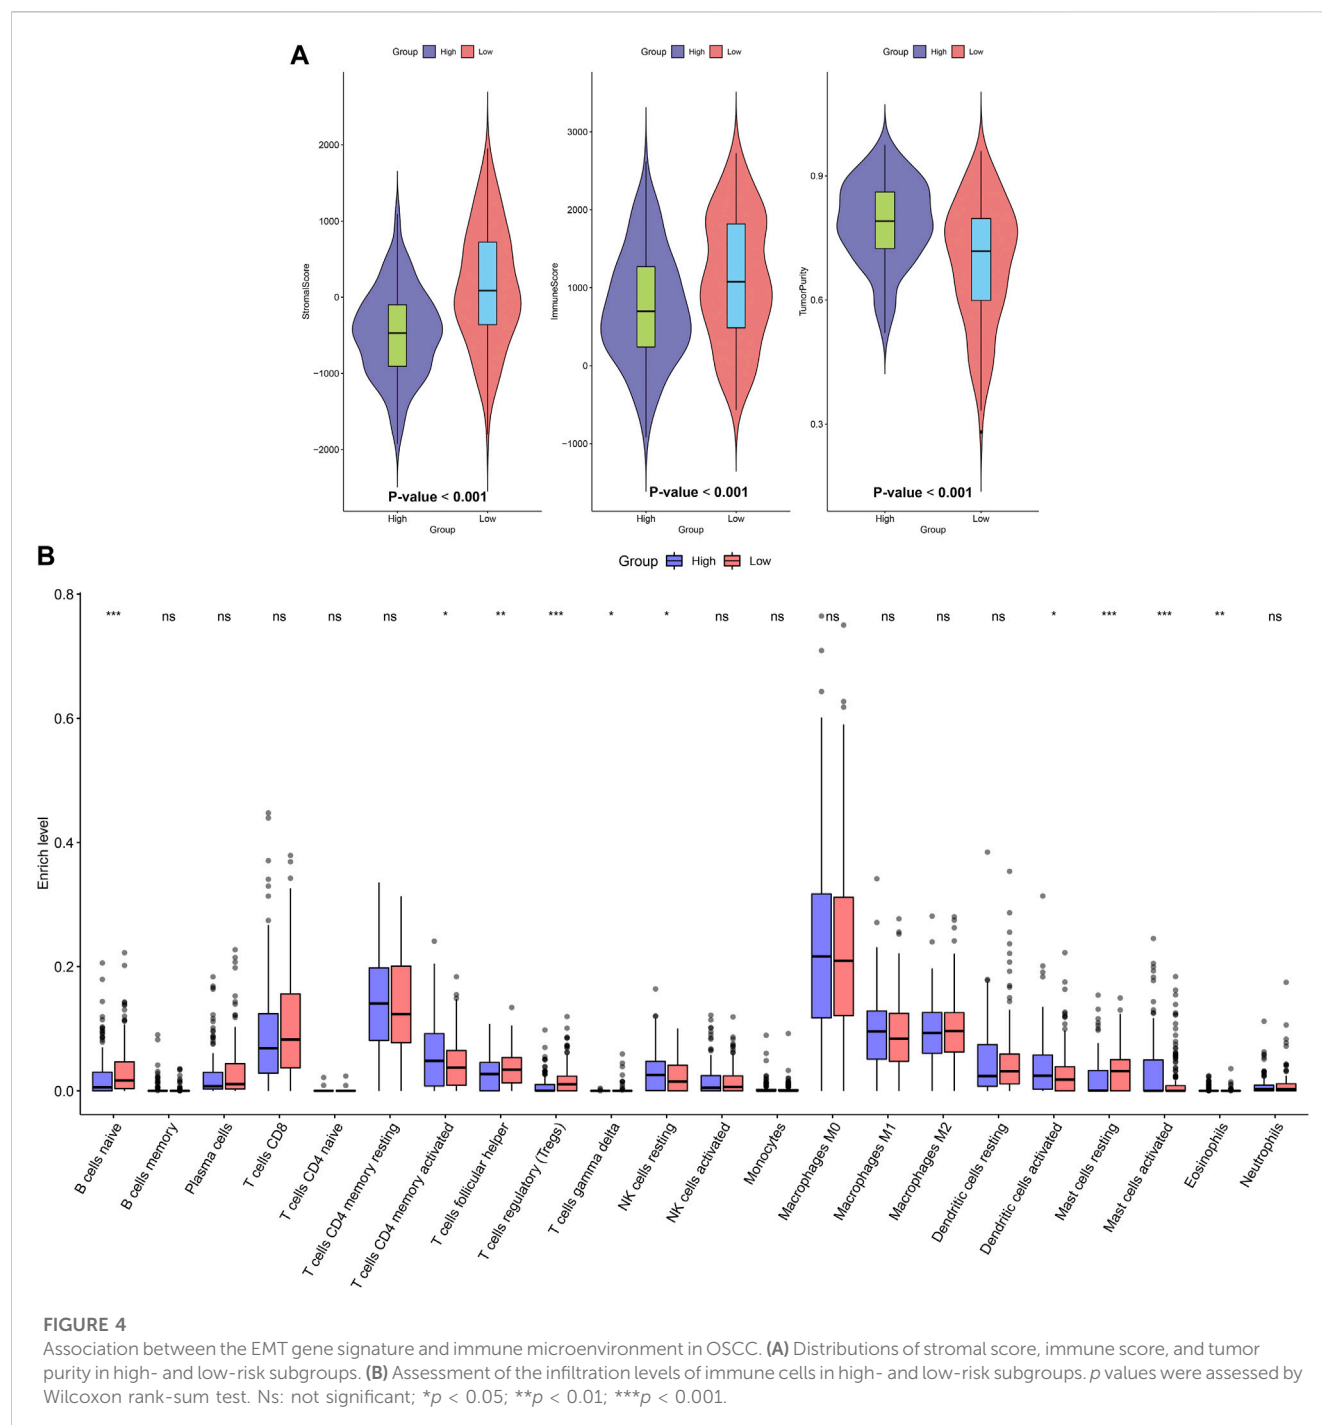 A
Group High Low
Group High Low
Group High Low
StromalScore
2000
1000
0
−1000
−2000
P-value < 0.001
High Low
Group
ImmuneScore
3000
2000
1000
0
−1000
P-value < 0.001
High Low
Group
TumorPurity
0.9
0.6
0.3
P-value < 0.001
High Low
Group
B
Group High Low
Enrich level
0.8
0.6
0.4
0.2
0.0
*** ns ns ns ns ns * ** *** * * ns ns ns ns ns ns * *** *** ** ns
B cells naive
B cells memory
Plasma cells
T cells CD8
T cells CD4 naive
T cells CD4 memory resting
T cells CD4 memory activated
T cells follicular helper
T cells regulatory (Tregs)
T cells gamma delta
NK cells resting
NK cells activated
Monocytes
Macrophages M0
Macrophages M1
Macrophages M2
Dendritic cells resting
Dendritic cells activated
Mast cells resting
Mast cells activated
Eosinophils
Neutrophils
FIGURE 4
Association between the EMT gene signature and immune microenvironment in OSCC. (A) Distributions of stromal score, immune score, and tumor
purity in high- and low-risk subgroups. (B) Assessment of the infiltration levels of immune cells in high- and low-risk subgroups. p values were assessed by
Wilcoxon rank-sum test. Ns: not significant; *p < 0.05; **p < 0.01; ***p < 0.001.